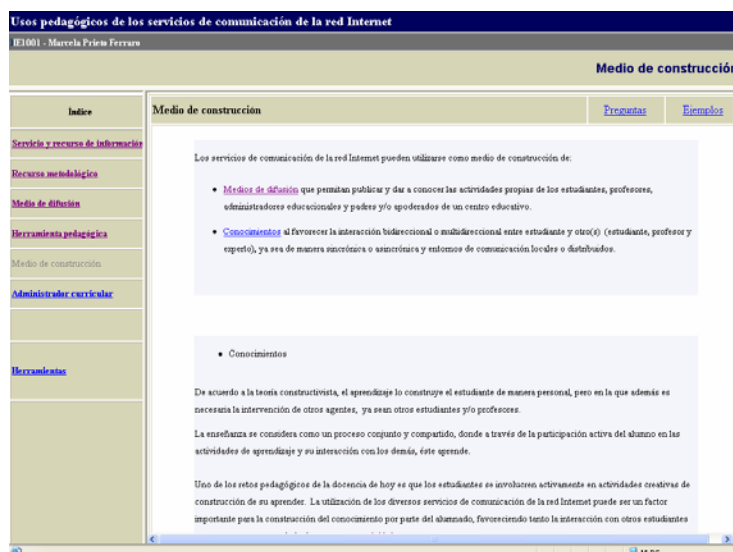 Usos pedagógicos de los servicios de comunicación de la red Internet
IE1001 - Marcela Prieto Ferraro
Medio de construcción
Indice
Servicio y recurso de información
Recurso metodológico
Medio de difusión
Herramienta pedagógica
Medio de construcción
Administrador curricular
Herramientas
Medio de construcción
Preguntas
Ejemplos
Los servicios de comunicación de la red Internet pueden utilizarse como medio de construcción de:
• Medios de difusión que permitan publicar y dar a conocer las actividades propias de los estudiantes, profesores,
administradores educacionales y padres y/o apoderados de un centro educativo.
• Conocimientos al favorecer la interacción bidireccional o multidireccional entre estudiante y otro(s) (estudiante, profesor y
experto), ya sea de manera sincrónica o asincrónica y entornos de comunicación locales o distribuidos.
• Conocimientos
De acuerdo a la teoría constructivista, el aprendizaje lo construye el estudiante de manera personal, pero en la que además es
necesaria la intervención de otros agentes, ya sean otros estudiantes y/o profesores.
La enseñanza se considera como un proceso conjunto y compartido, donde a través de la participación activa del alumno en las
actividades de aprendizaje y su interacción con los demás, éste aprende.
Uno de los retos pedagógicos de la docencia de hoy es que los estudiantes se involucren activamente en actividades creativas de
construcción de su aprender. La utilización de los diversos servicios de comunicación de la red Internet puede ser un factor
importante para la construcción del conocimiento por parte del alumnado, favoreciendo tanto la interacción con otros estudiantes